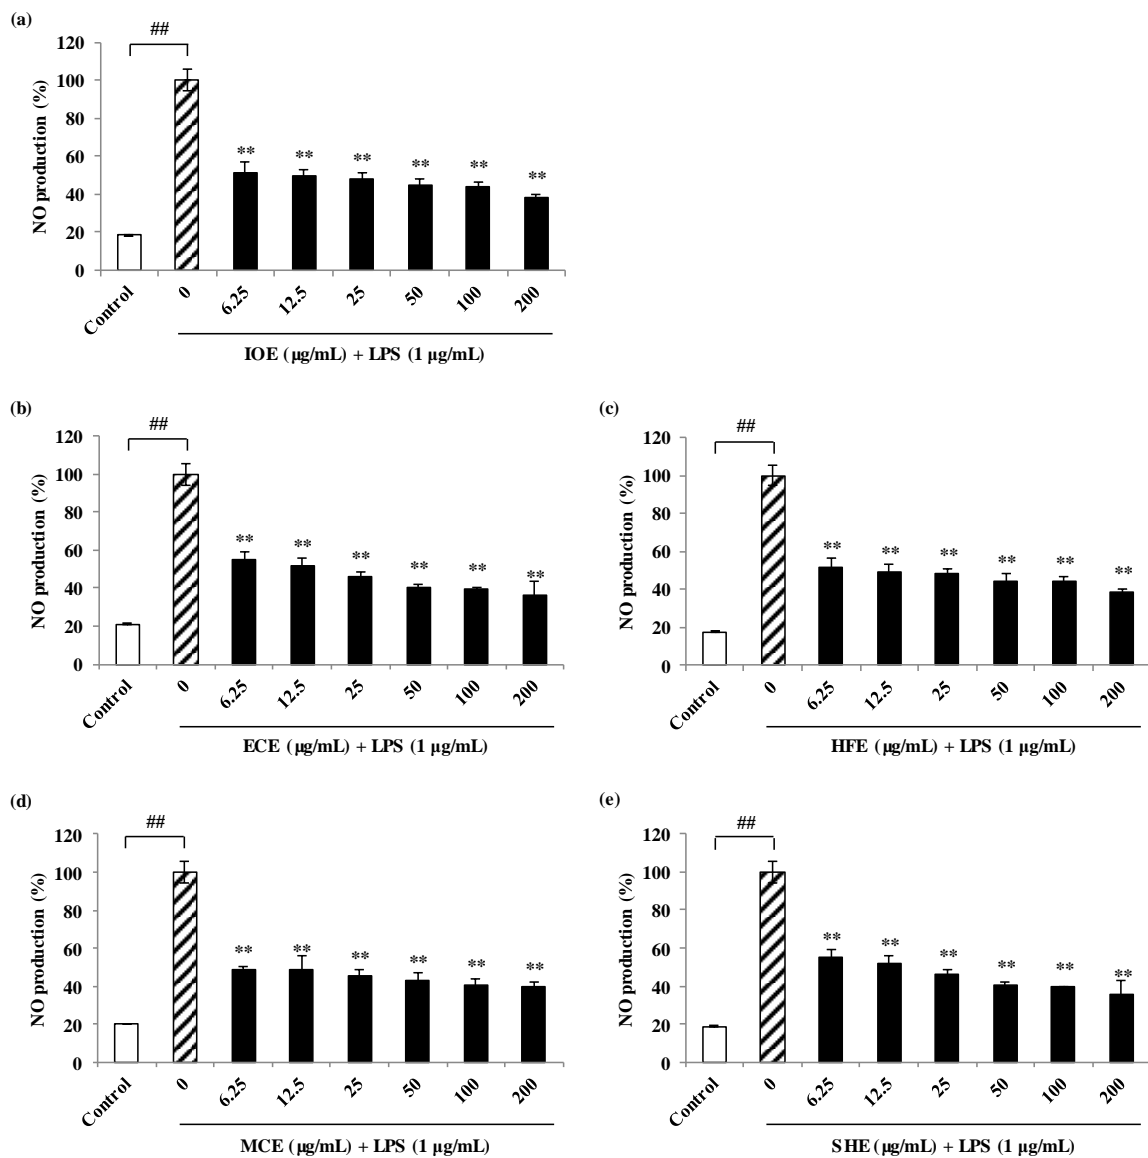 (a)
##
NO production (%)
120
100
80
60
40
20
0
** ** ** ** ** **
Control 0 6.25 12.5 25 50 100 200
IOE (µg/mL) + LPS (1 µg/mL)
(b)
##
NO production (%)
120
100
80
60
40
20
0
** ** ** ** ** **
Control 0 6.25 12.5 25 50 100 200
ECE (µg/mL) + LPS (1 µg/mL)
(c)
##
NO production (%)
120
100
80
60
40
20
0
** ** ** ** ** **
Control 0 6.25 12.5 25 50 100 200
HFE (µg/mL) + LPS (1 µg/mL)
(d)
##
NO production (%)
120
100
80
60
40
20
0
** ** ** ** ** **
Control 0 6.25 12.5 25 50 100 200
MCE (µg/mL) + LPS (1 µg/mL)
(e)
##
NO production (%)
120
100
80
60
40
20
0
** ** ** ** ** **
Control 0 6.25 12.5 25 50 100 200
SHE (µg/mL) + LPS (1 µg/mL)